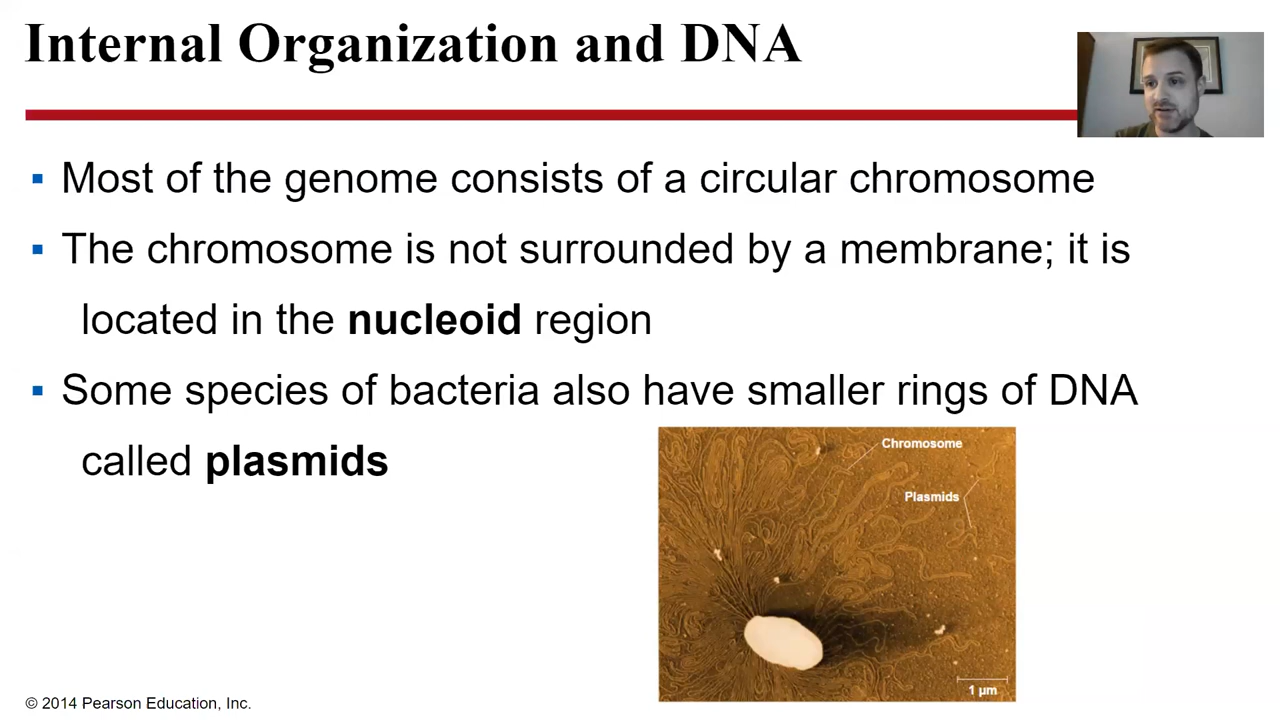 Internal Organization and DNA
▪ Most of the genome consists of a circular chromosome
▪ The chromosome is not surrounded by a membrane; it is
located in the nucleoid region
▪ Some species of bacteria also have smaller rings of DNA
called plasmids
Chromosome
Plasmids
1 μm
© 2014 Pearson Education, Inc.